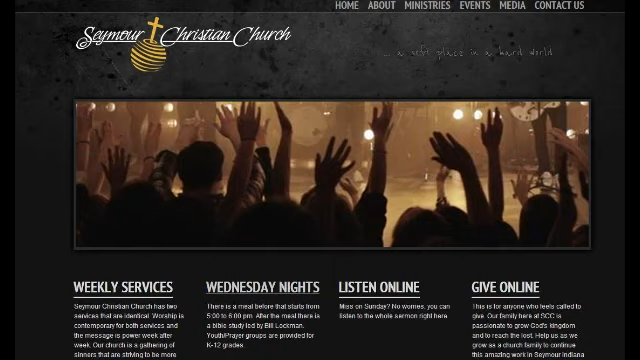 HOME ABOUT MINISTRIES EVENTS MEDIA CONTACT US
Seymour Christian Church
... a soft place in a hard world
WEEKLY SERVICES
Seymour Christian Church has two
services that are identical. Worship is
contemporary for both services and
the message is power week after
week. Our church is a gathering of
sinners that are striving to be more
WEDNESDAY NIGHTS
There is a meal before that starts from
5:00 to 6:00 pm. After the meal there is
a bible study led by Bill Lockman.
Youth/Prayer groups are provided for
K-12 grades.
LISTEN ONLINE
Miss on Sunday? No worries, you can
listen to the whole sermon right here.
GIVE ONLINE
This is for anyone who feels called to
give. Our family here at SCC is
passionate to grow God's kingdom
and to reach the lost. Help us as we
grow as a church family to continue
this amazing work in Seymour Indiana